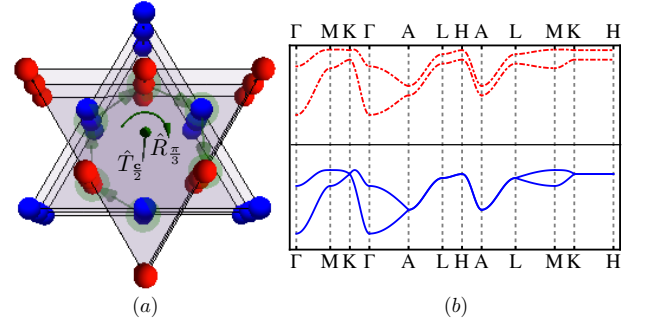 Γ M K Γ A L H A L M K H
R̂π/3
T̂c/2
Γ M K Γ A L H A L M K H
(a) (b)